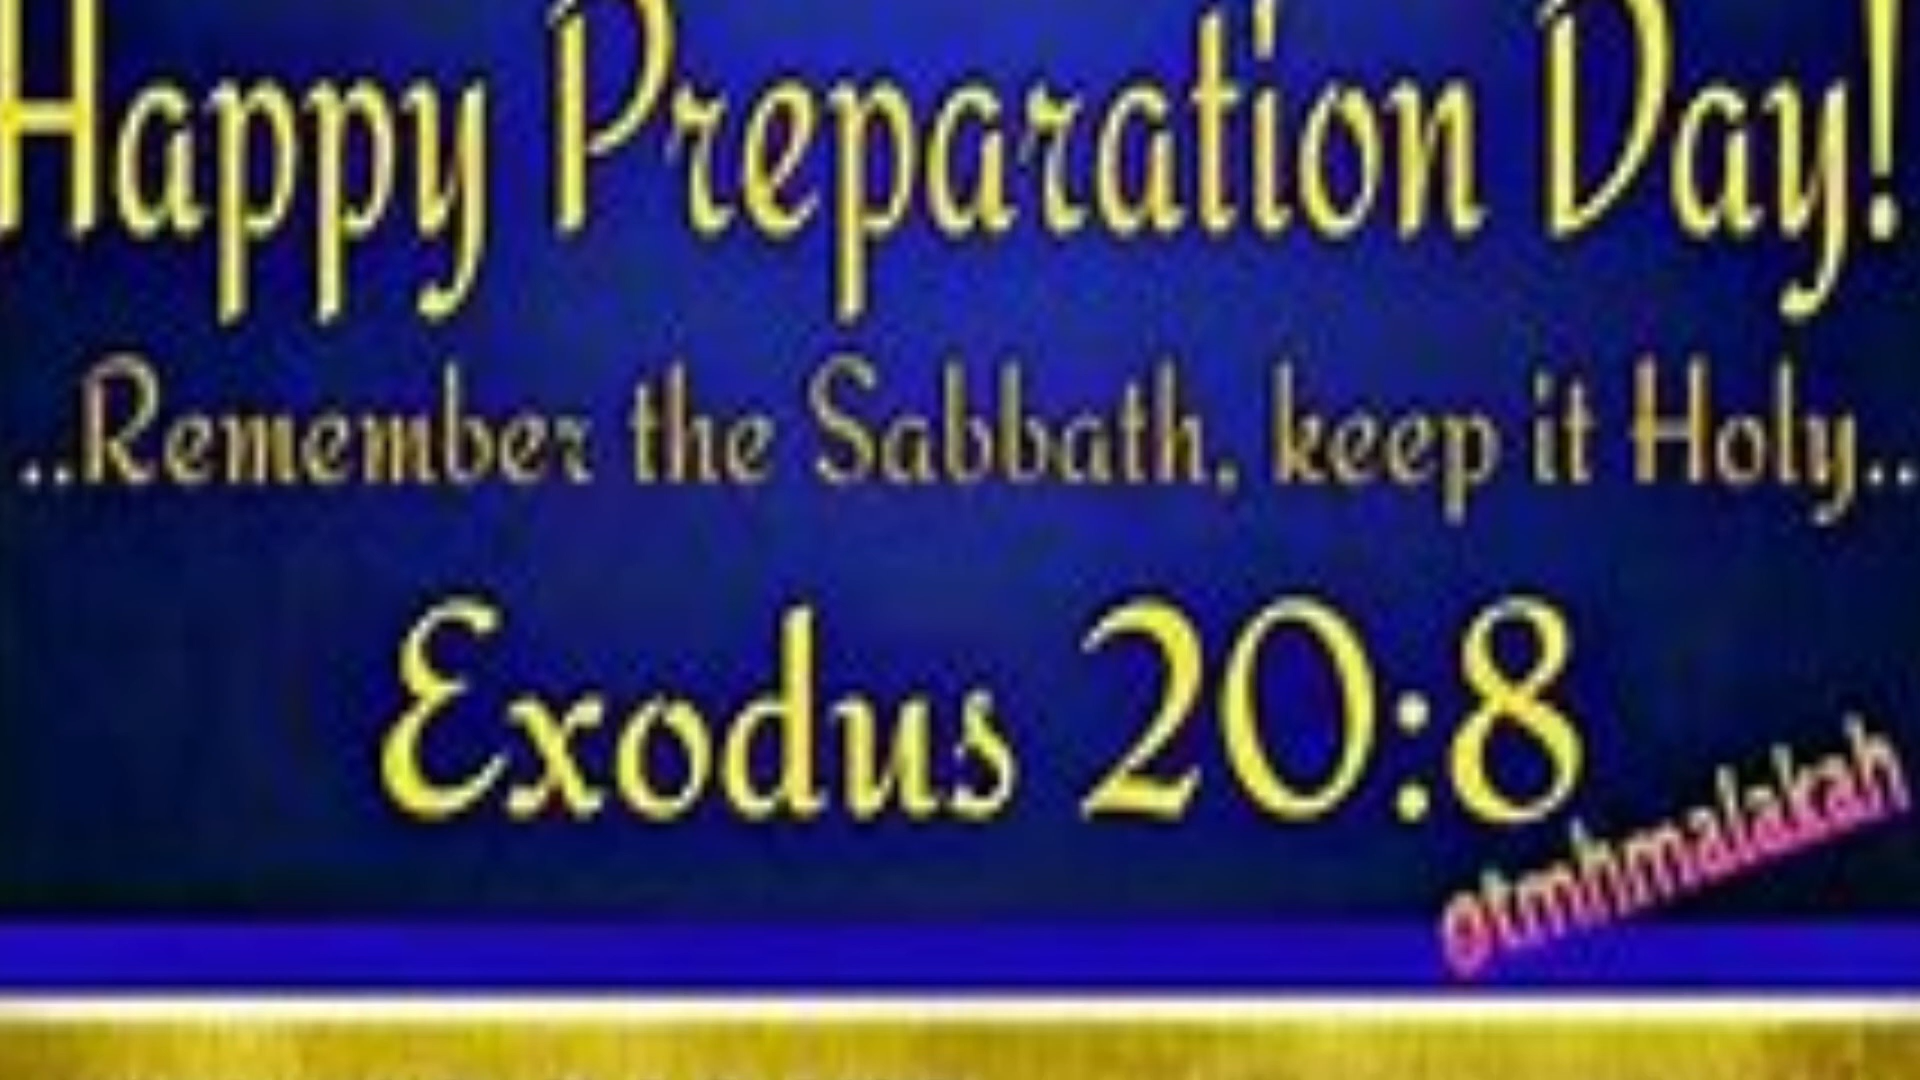 Happy Preparation Day!
..Remember the Sabbath, keep it Holy..
Exodus 20:8
@tmhmalakah